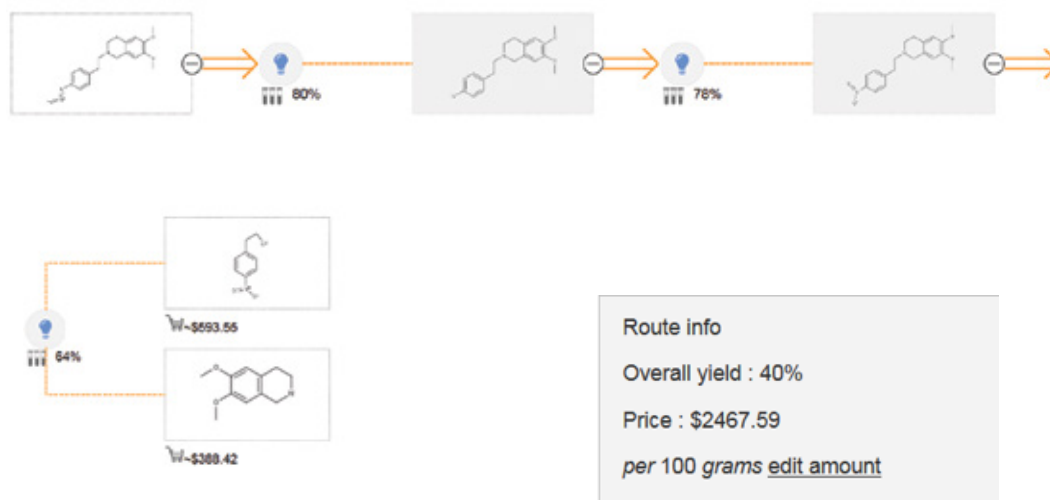 80%
78%
64%
~$593.55
~$388.42
Route info
Overall yield : 40%
Price : $2467.59
per 100 grams edit amount